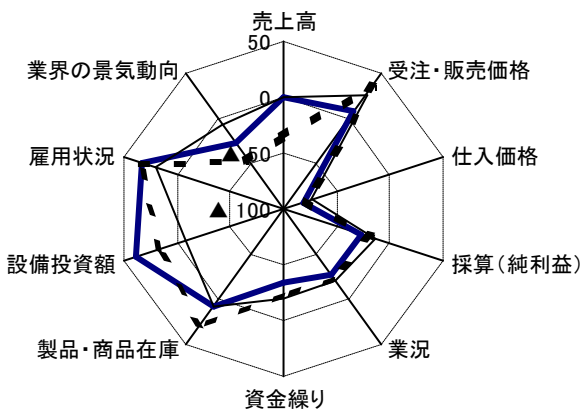 売上高
50
業界の景気動向
受注・販売価格
0
雇用状況
仕入価格
▲ 50
▲ 100
設備投資額
採算(純利益)
製品・商品在庫
業況
資金繰り